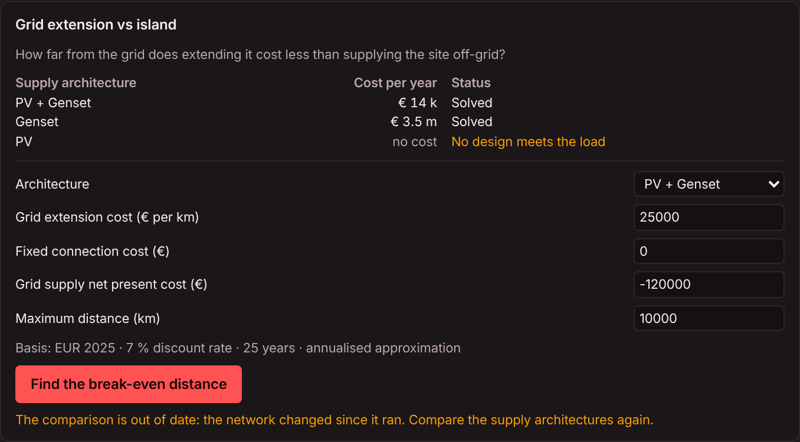 Grid extension vs island
How far from the grid does extending it cost less than supplying the site off-grid?
Supply architecture Cost per year Status
PV + Genset € 14 k Solved
Genset € 3.5 m Solved
PV no cost No design meets the load
Architecture PV + Genset
Grid extension cost (€ per km) 25000
Fixed connection cost (€) 0
Grid supply net present cost (€) -120000
Maximum distance (km) 10000
Basis: EUR 2025 · 7 % discount rate · 25 years · annualised approximation
Find the break-even distance
The comparison is out of date: the network changed since it ran. Compare the supply architectures again.